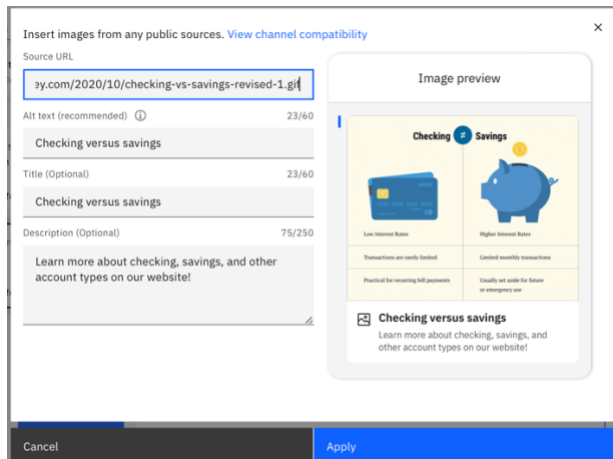 Insert images from any public sources. View channel compatibility
Source URL
ey.com/2020/10/checking-vs-savings-revised-1.gif
Alt text (recommended) 23/60
Checking versus savings
Title (Optional) 23/60
Checking versus savings
Description (Optional) 75/250
Learn more about checking, savings, and other
account types on our website!
Image preview
Checking ≠ Savings
Low Interest Rates
Higher Interest Rates
Transactions are rarely limited
Limited monthly transactions
Practical for recurring bill payments
Usually set aside for future
or emergency use
Checking versus savings
Learn more about checking, savings, and
other account types on our website!
Cancel
Apply